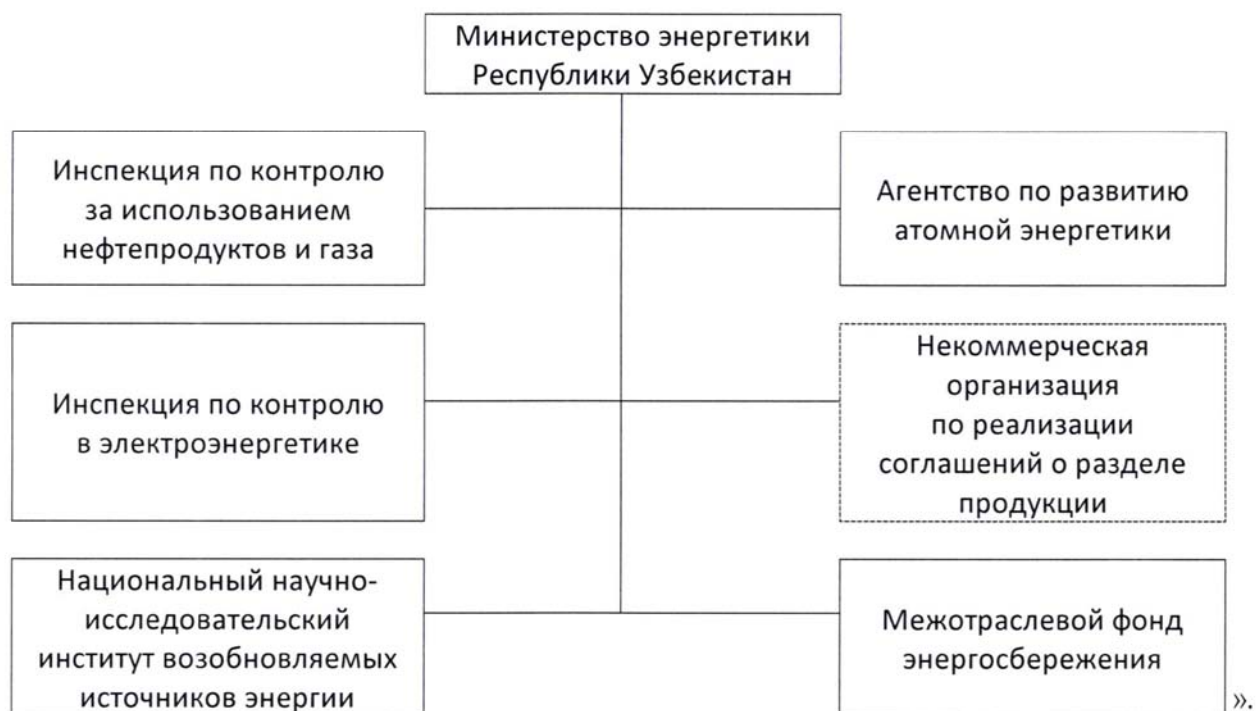 Министерство энергетики
Республики Узбекистан
Инспекция по контролю
за использованием
нефтепродуктов и газа
Агентство по развитию
атомной энергетики
Инспекция по контролю
в электроэнергетике
Некоммерческая
организация
по реализации
соглашений о разделе
продукции
Национальный научно-
исследовательский
институт возобновляемых
источников энергии
Межотраслевой фонд
энергосбережения
».